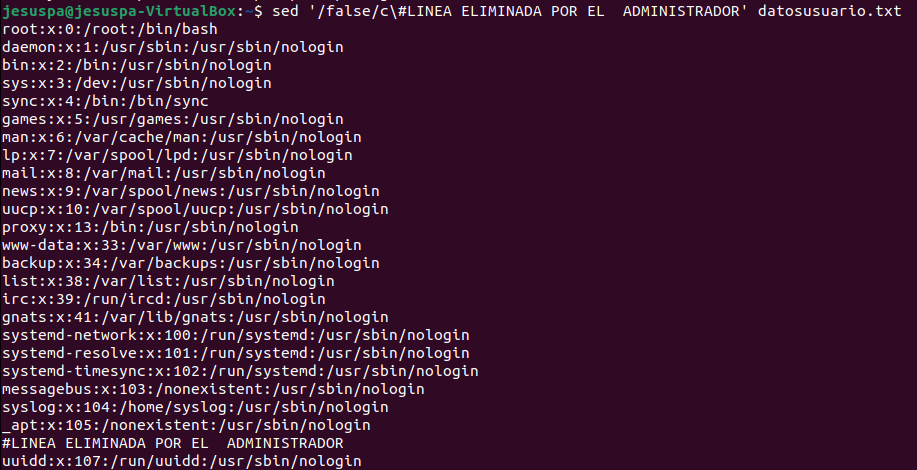 jesuspa@jesuspa-VirtualBox:~$ sed '/false/c\#LINEA ELIMINADA POR EL  ADMINISTRADOR' datosusuario.txt
root:x:0:/root:/bin/bash
daemon:x:1:/usr/sbin:/usr/sbin/nologin
bin:x:2:/bin:/usr/sbin/nologin
sys:x:3:/dev:/usr/sbin/nologin
sync:x:4:/bin:/bin/sync
games:x:5:/usr/games:/usr/sbin/nologin
man:x:6:/var/cache/man:/usr/sbin/nologin
lp:x:7:/var/spool/lpd:/usr/sbin/nologin
mail:x:8:/var/mail:/usr/sbin/nologin
news:x:9:/var/spool/news:/usr/sbin/nologin
uucp:x:10:/var/spool/uucp:/usr/sbin/nologin
proxy:x:13:/bin:/usr/sbin/nologin
www-data:x:33:/var/www:/usr/sbin/nologin
backup:x:34:/var/backups:/usr/sbin/nologin
list:x:38:/var/list:/usr/sbin/nologin
irc:x:39:/run/ircd:/usr/sbin/nologin
gnats:x:41:/var/lib/gnats:/usr/sbin/nologin
systemd-network:x:100:/run/systemd:/usr/sbin/nologin
systemd-resolve:x:101:/run/systemd:/usr/sbin/nologin
systemd-timesync:x:102:/run/systemd:/usr/sbin/nologin
messagebus:x:103:/nonexistent:/usr/sbin/nologin
syslog:x:104:/home/syslog:/usr/sbin/nologin
_apt:x:105:/nonexistent:/usr/sbin/nologin
#LINEA ELIMINADA POR EL  ADMINISTRADOR
uuidd:x:107:/run/uuidd:/usr/sbin/nologin